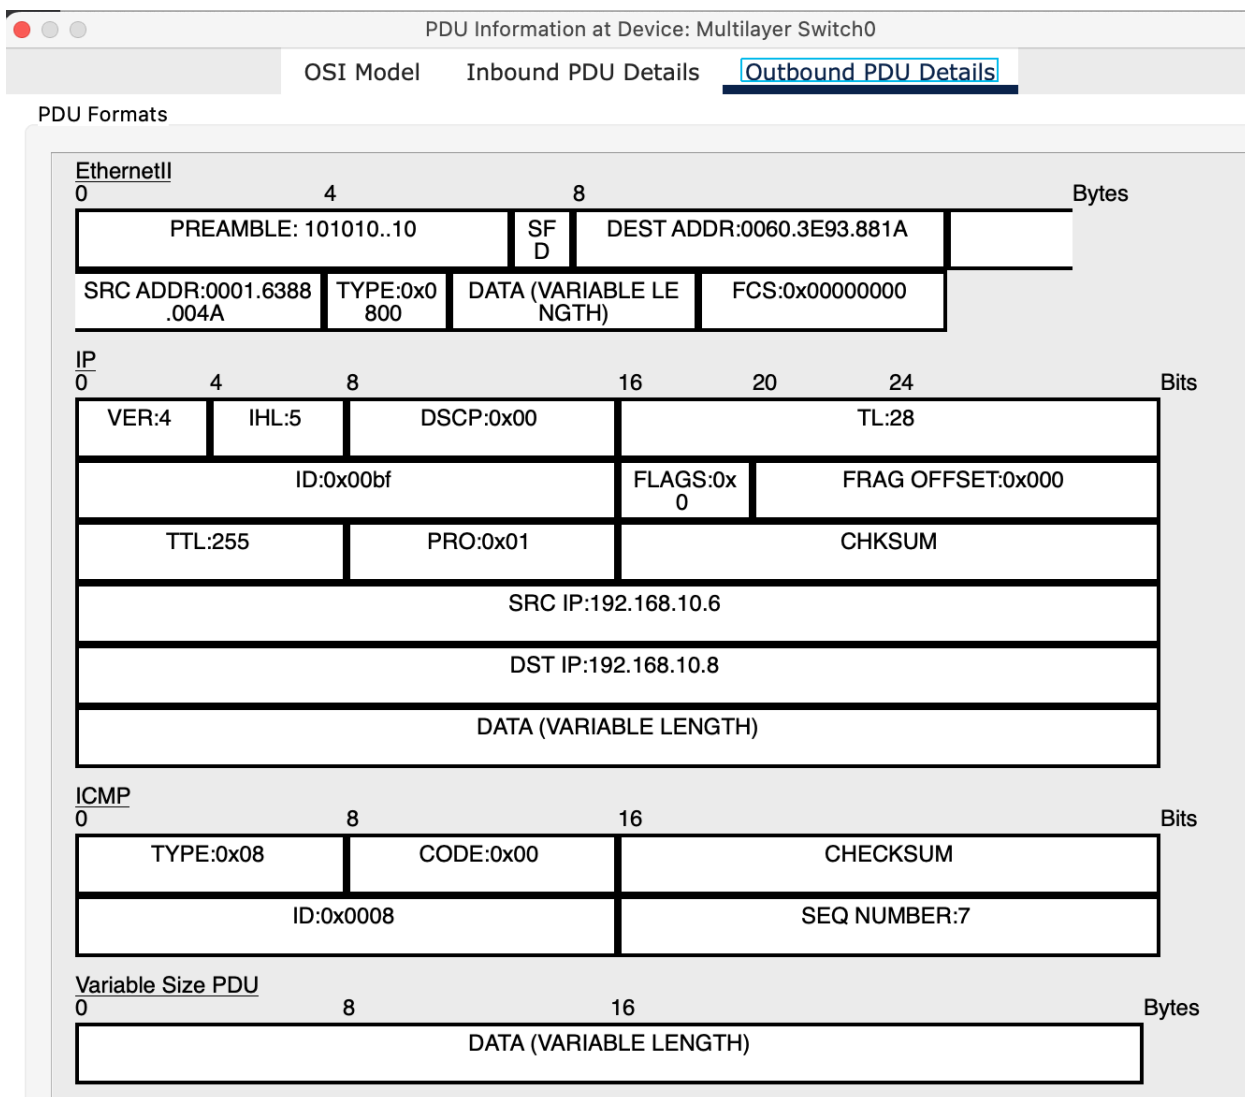 PDU Information at Device: Multilayer Switch0
OSI Model Inbound PDU Details Outbound PDU Details
PDU Formats
EthernetII
0 4 8 Bytes
PREAMBLE: 101010..10 SF DEST ADDR:0060.3E93.881A
D
SRC ADDR:0001.6388 TYPE:0x0 DATA (VARIABLE LE FCS:0x00000000
.004A 800 NGTH)
IP
0 4 8 16 20 24 Bits
VER:4 IHL:5 DSCP:0x00 TL:28
ID:0x00bf FLAGS:0x FRAG OFFSET:0x000
0
TTL:255 PRO:0x01 CHKSUM
SRC IP:192.168.10.6
DST IP:192.168.10.8
DATA (VARIABLE LENGTH)
ICMP
0 8 16 Bits
TYPE:0x08 CODE:0x00 CHECKSUM
ID:0x0008 SEQ NUMBER:7
Variable Size PDU
0 8 16 Bytes
DATA (VARIABLE LENGTH)